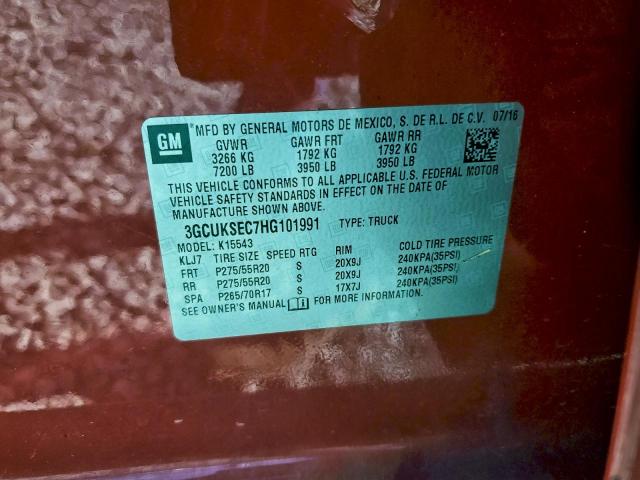 GM MFD BY GENERAL MOTORS DE MEXICO, S. DE R.L. DE C.V. 07/16
GVWR GAWR FRT GAWR RR
3266 KG 1792 KG 1792 KG
7200 LB 3950 LB 3950 LB
THIS VEHICLE CONFORMS TO ALL APPLICABLE U.S. FEDERAL MOTOR
VEHICLE SAFETY STANDARDS IN EFFECT ON THE DATE OF
MANUFACTURE SHOWN ABOVE.
3GCUKSEC7HG101991 TYPE: TRUCK
MODEL: K15543
KLJ7 TIRE SIZE SPEED RTG RIM COLD TIRE PRESSURE
FRT P275/55R20 S 20X9J 240KPA(35PSI)
RR P275/55R20 S 20X9J 240KPA(35PSI)
SPA P265/70R17 S 17X7J 240KPA(35PSI)
SEE OWNER'S MANUAL FOR MORE INFORMATION.